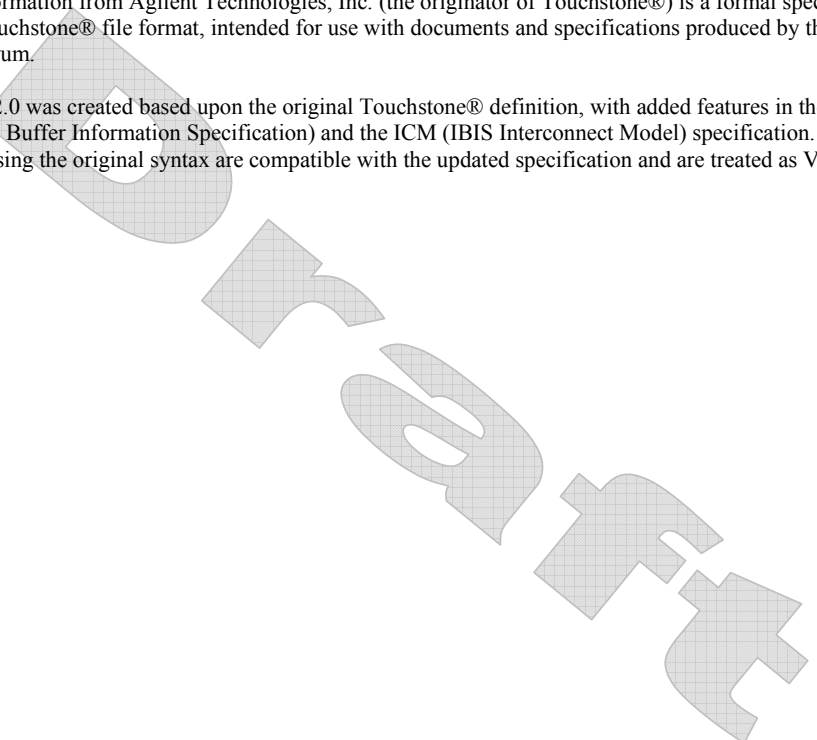 ormation from Agilent Technologies, Inc. (the originator of Touchstone®) is a formal spec
uchstone® file format, intended for use with documents and specifications produced by th
um.
2.0 was created based upon the original Touchstone® definition, with added features in the
Buffer Information Specification) and the ICM (IBIS Interconnect Model) specification.
sing the original syntax are compatible with the updated specification and are treated as V
Draft